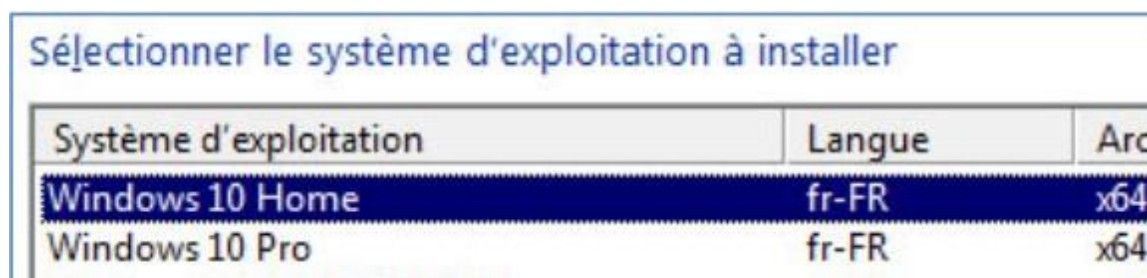 Sélectionner le système d'exploitation à installer
Système d'exploitation Langue Arc
Windows 10 Home fr-FR x64
Windows 10 Pro fr-FR x64